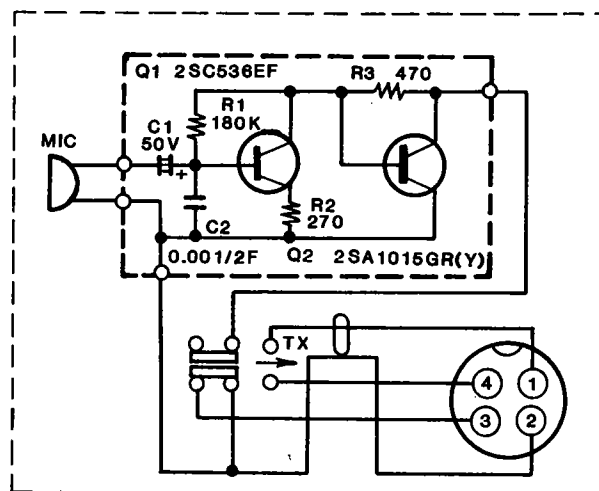 Q1 2SC536EF
R3 470
R1
180K
C1
50V
+
MIC
R2
270
C2
0.001/2F
Q2
2SA1015GR(Y)
TX
4
1
3
2